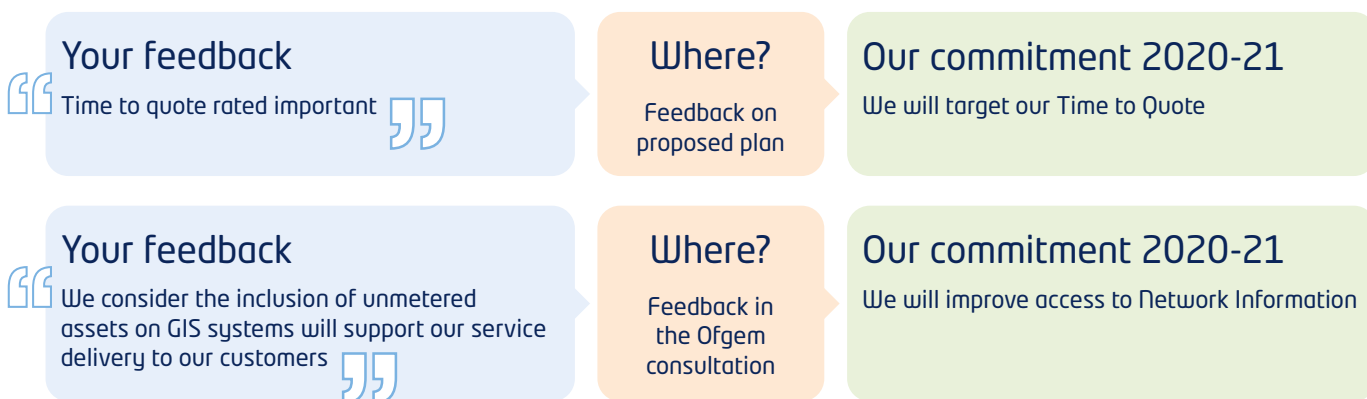 Your feedback
Time to quote rated important
Where?
Feedback on
proposed plan
Our commitment 2020-21
We will target our Time to Quote
Your feedback
We consider the inclusion of unmetered
assets on GIS systems will support our service
delivery to our customers
Where?
Feedback in
the Ofgem
consultation
Our commitment 2020-21
We will improve access to Network Information